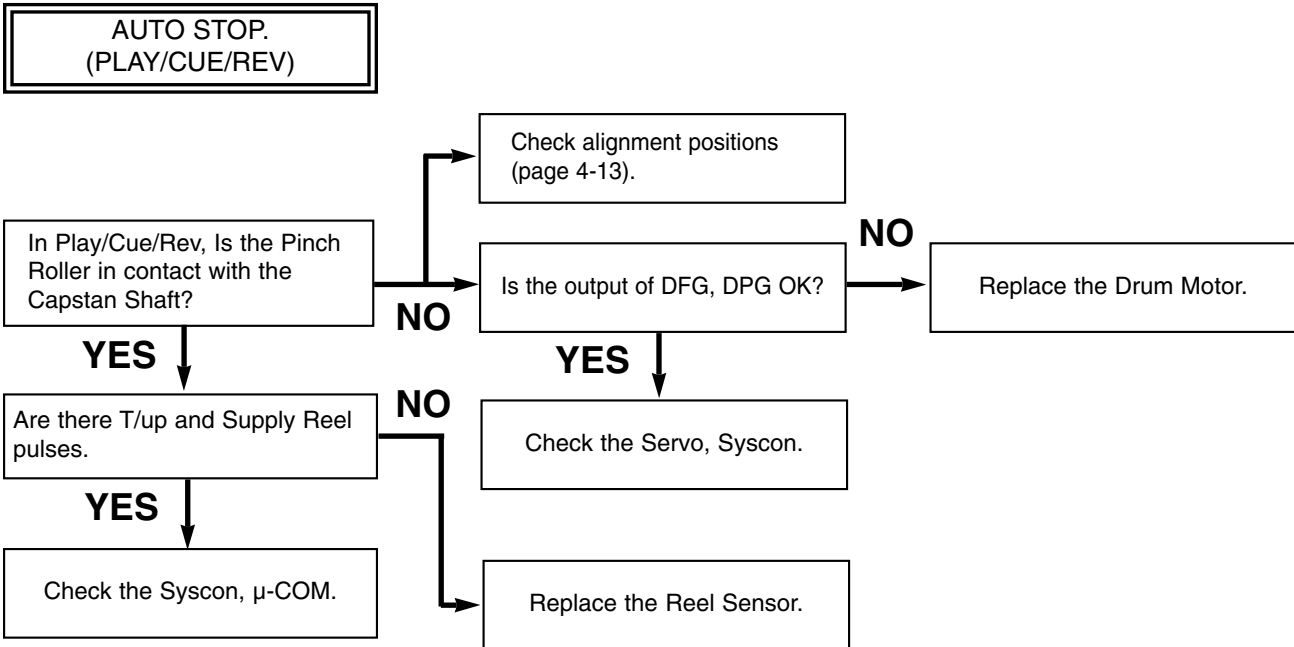 AUTO STOP.
(PLAY/CUE/REV)
Check alignment positions
(page 4-13).
In Play/Cue/Rev, Is the Pinch
Roller in contact with the
Capstan Shaft?
NO
Is the output of DFG, DPG OK?
NO
Replace the Drum Motor.
YES
YES
Are there T/up and Supply Reel
pulses.
NO
Check the Servo, Syscon.
YES
Check the Syscon, µ-COM.
Replace the Reel Sensor.